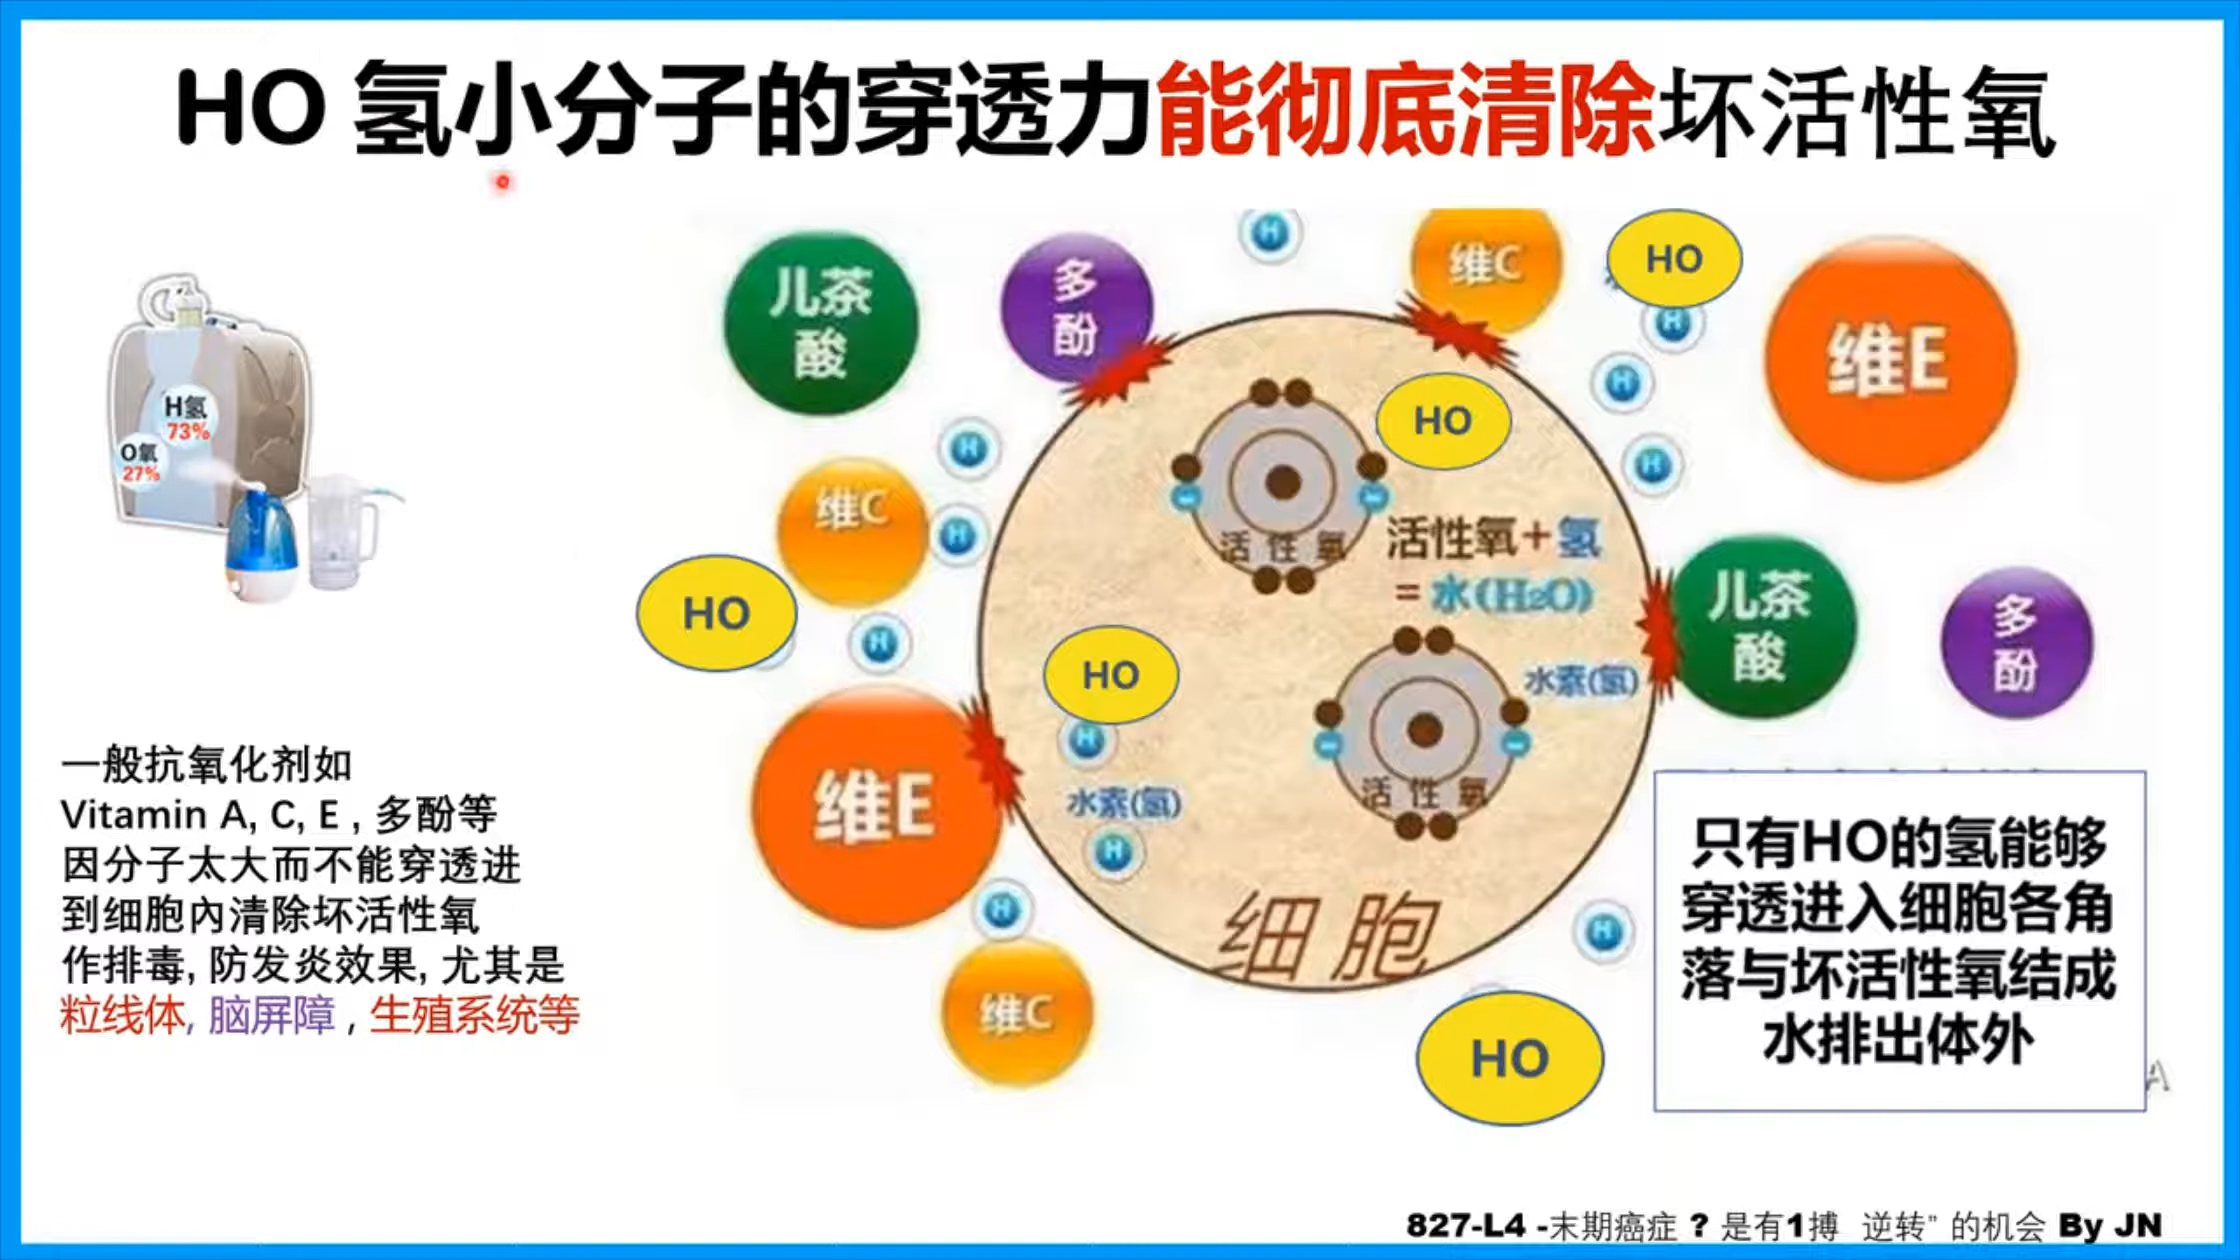 HO 氢小分子的穿透力能彻底清除坏活性氧
H氢
73%
O氧
27%
一般抗氧化剂如
Vitamin A, C, E , 多酚等
因分子太大而不能穿透进
到细胞內清除坏活性氧
作排毒, 防发炎效果, 尤其是
粒线体, 脑屏障 , 生殖系统等
儿茶
酸
多
酚
H
维C
HO
H
维E
H
H
H
维C
H
HO
H
HO
活性氧
活性氧+氢
=水(H2O)
HO
H
水素(氢)
H
水素(氢)
活性氧
细胞
儿茶
酸
多
酚
维E
H
维C
H
HO
只有HO的氢能够
穿透进入细胞各角
落与坏活性氧结成
水排出体外
A
827-L4 -末期癌症 ? 是有1搏 逆转” 的机会 By JN